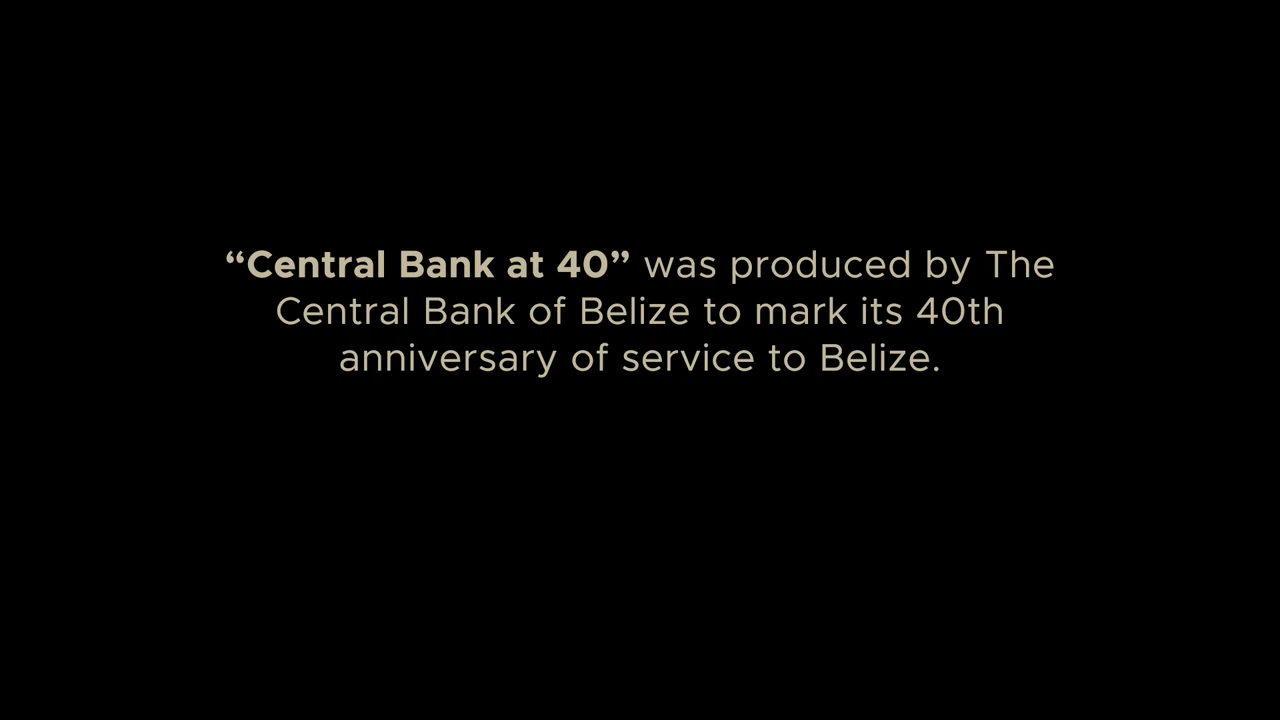 “Central Bank at 40” was produced by The
Central Bank of Belize to mark its 40th
anniversary of service to Belize.